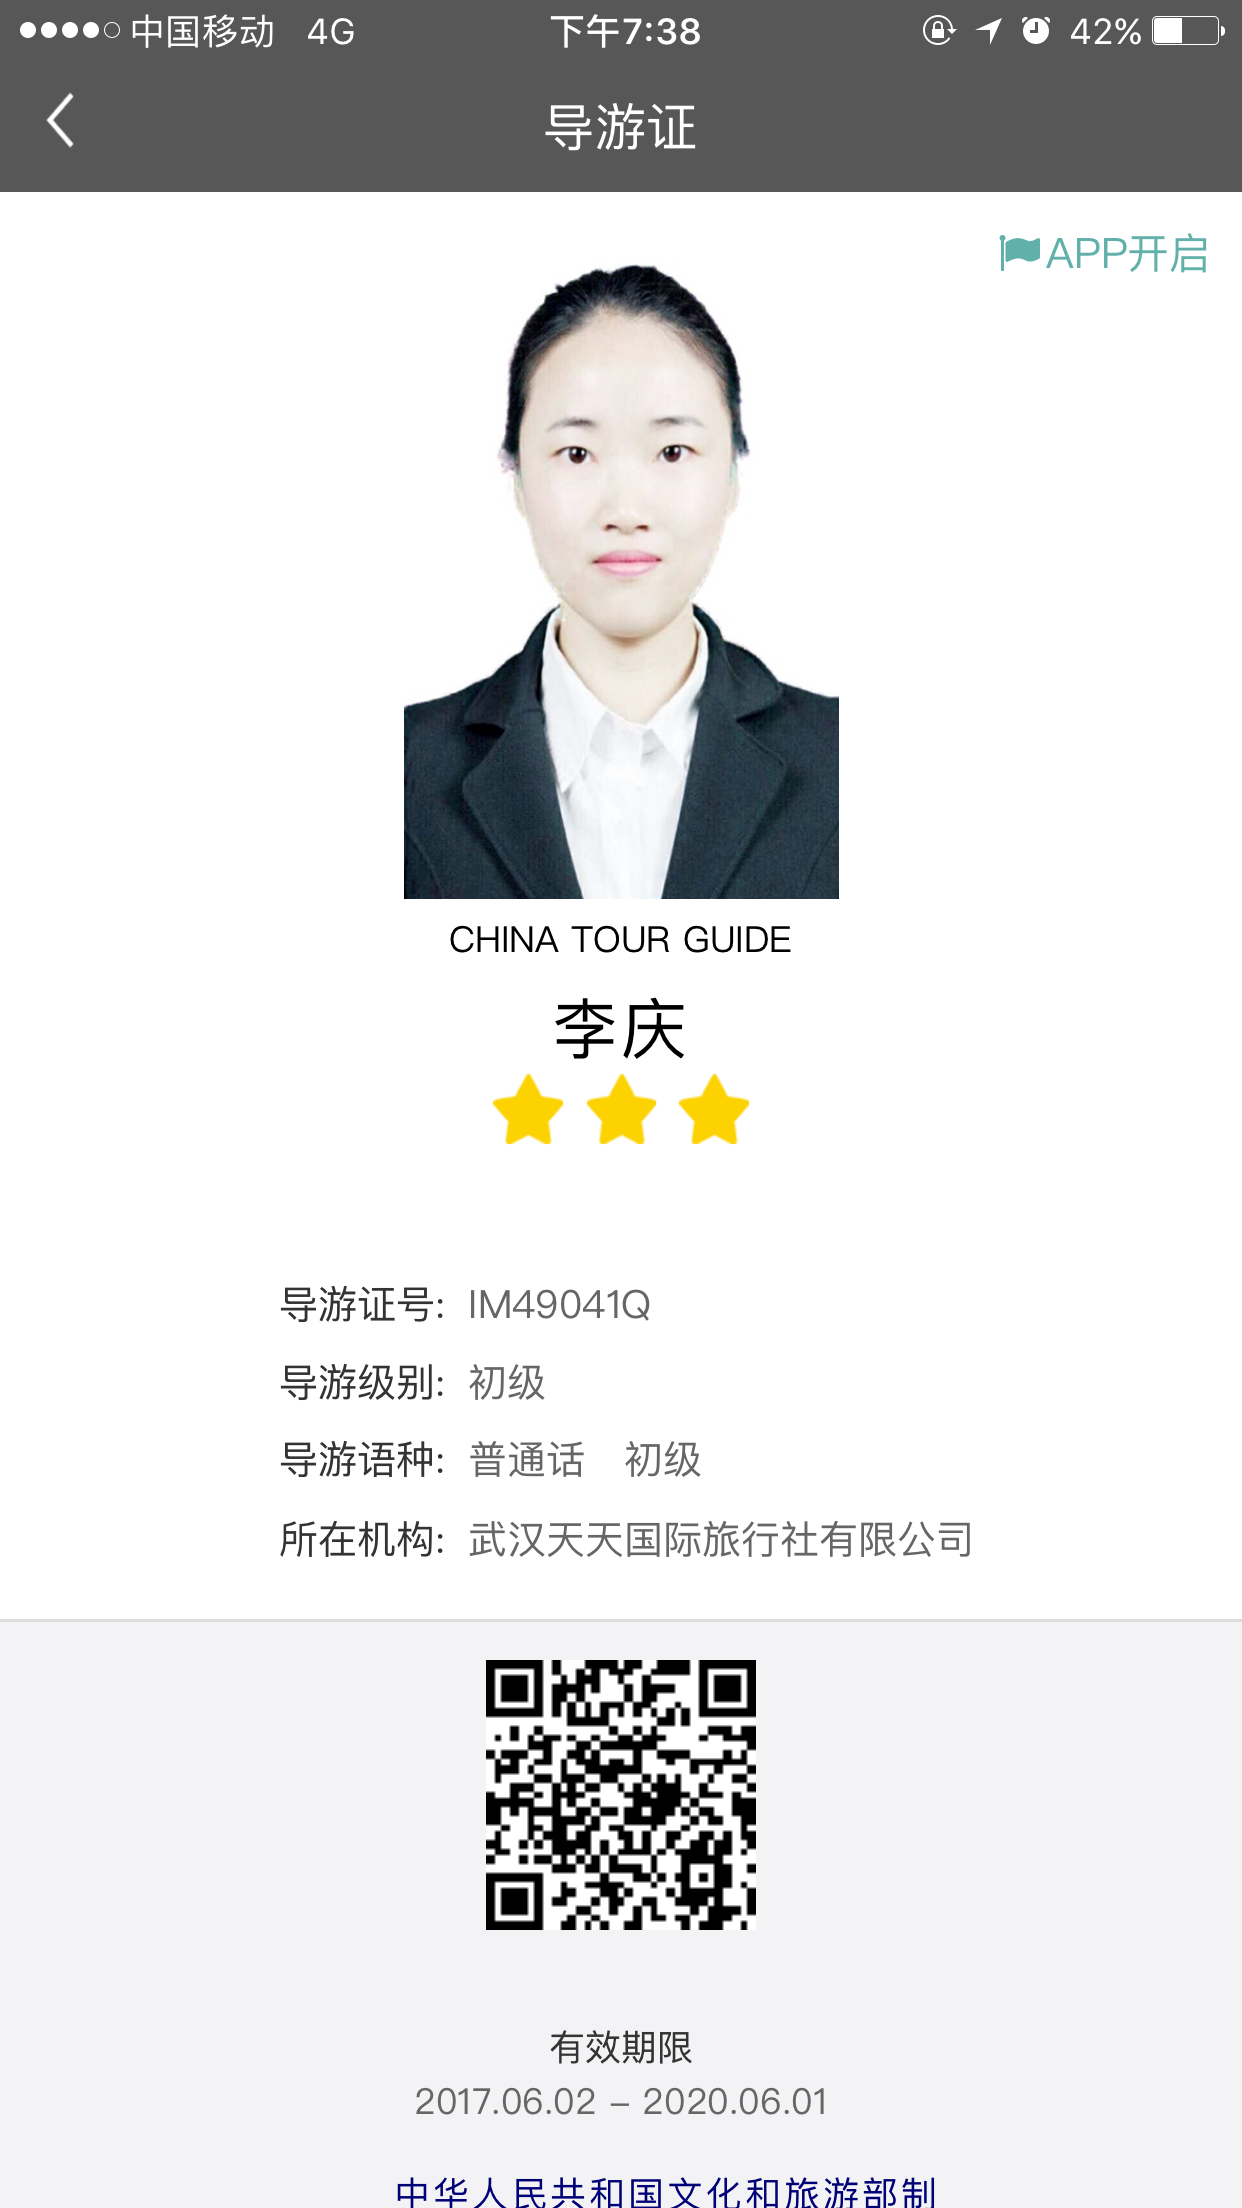 中国移动 4G 下午7:38 42%
导游证
APP开启
CHINA TOUR GUIDE
李庆
导游证号: IM49041Q
导游级别: 初级
导游语种: 普通话 初级
所在机构: 武汉天天国际旅行社有限公司
有效期限
2017.06.02 – 2020.06.01
中华人民共和国文化和旅游部制